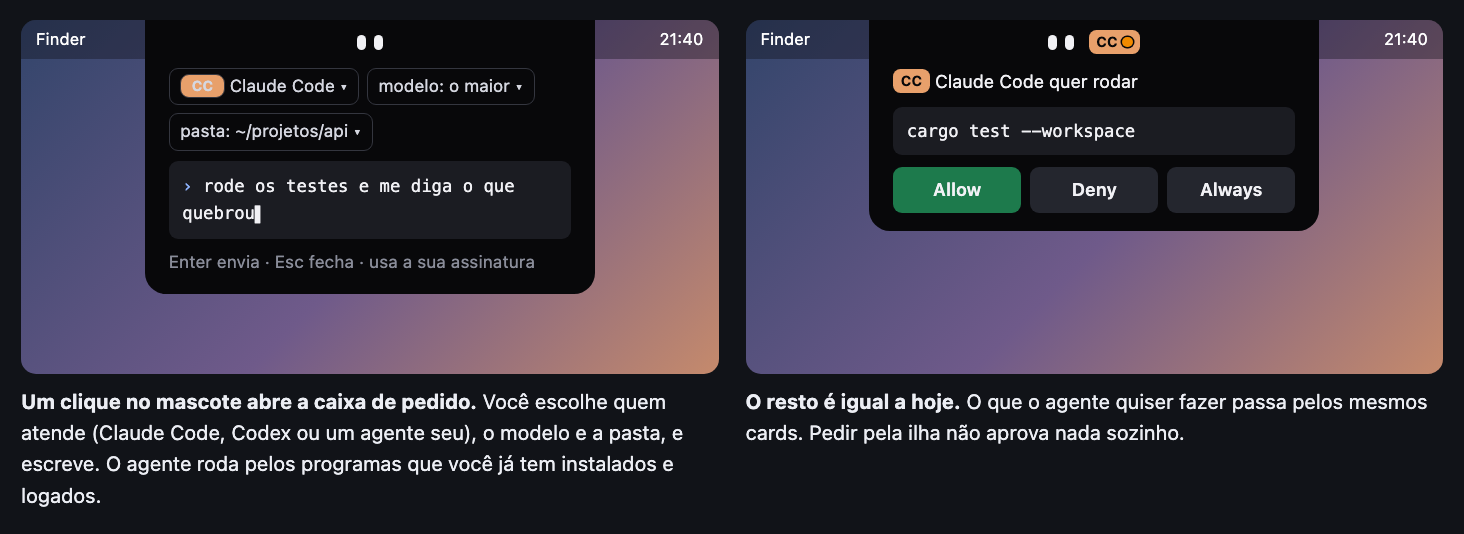 Finder
21:40
CC Claude Code ▾
modelo: o maior ▾
pasta: ~/projetos/api ▾
› rode os testes e me diga o que
quebrou
Enter envia · Esc fecha · usa a sua assinatura
Um clique no mascote abre a caixa de pedido. Você escolhe quem
atende (Claude Code, Codex ou um agente seu), o modelo e a pasta, e
escreve. O agente roda pelos programas que você já tem instalados e
logados.
Finder
CC
21:40
CC Claude Code quer rodar
cargo test --workspace
Allow
Deny
Always
O resto é igual a hoje. O que o agente quiser fazer passa pelos mesmos
cards. Pedir pela ilha não aprova nada sozinho.